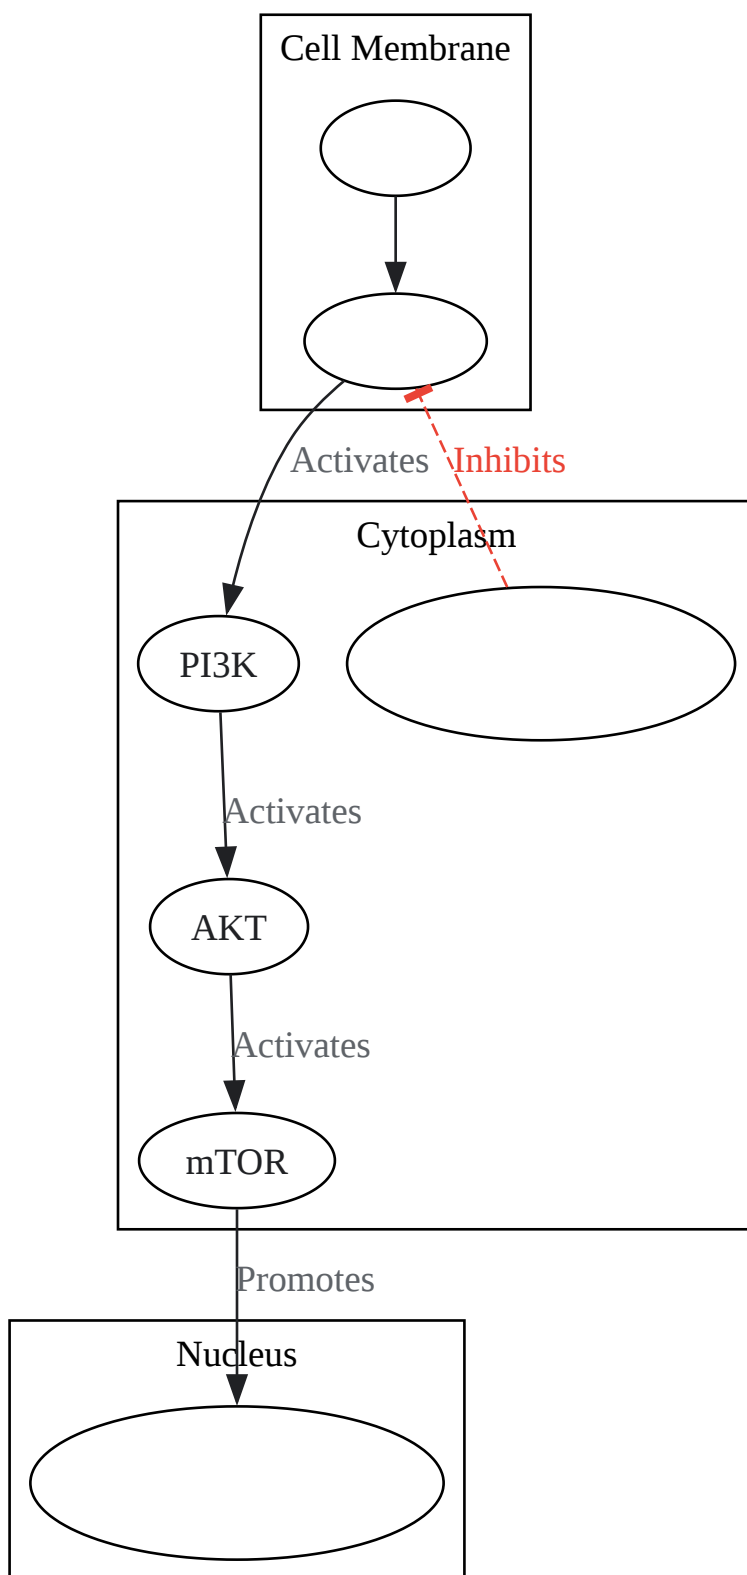 Cell Membrane
Activates
Inhibits
Cytoplasm
PI3K
Activates
AKT
Activates
mTOR
Promotes
Nucleus